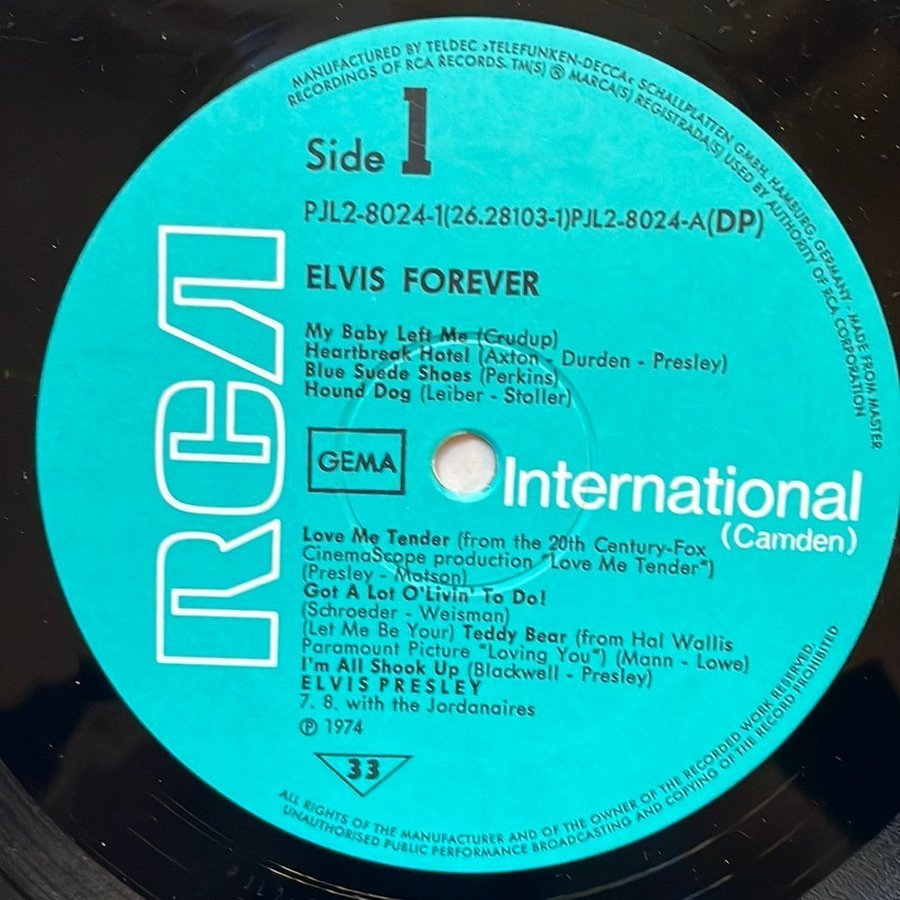 MANUFACTURED BY TELDEC »TELEFUNKEN-DECCA« SCHALLPLATTEN GMBH, HAMBURG, GERMANY - MADE FROM MASTER
RECORDINGS OF RCA RECORDS. TM(S) ® MARCA(S) REGISTRADA(S) USED BY AUTHORITY OF RCA CORPORATION
Side 1
PJL2-8024-1(26.28103-1)PJL2-8024-A(DP)
ELVIS FOREVER
My Baby Left Me (Crudup)
Heartbreak Hotel (Axton - Durden - Presley)
Blue Suede Shoes (Perkins)
Hound Dog (Leiber - Stoller)
RCA
GEMA
International
(Camden)
Love Me Tender (from the 20th Century-Fox
CinemaScope production "Love Me Tender")
(Presley - Matson)
Got A Lot O'Livin' To Do!
(Schroeder - Weisman)
(Let Me Be Your) Teddy Bear (from Hal Wallis
Paramount Picture "Loving You") (Mann - Lowe)
I'm All Shook Up (Blackwell - Presley)
ELVIS PRESLEY
7. 8. with the Jordanaires
℗ 1974
33
ALL RIGHTS OF THE MANUFACTURER AND OF THE OWNER OF THE RECORDED WORK RESERVED.
UNAUTHORISED PUBLIC PERFORMANCE BROADCASTING AND COPYING OF THE RECORD PROHIBITED